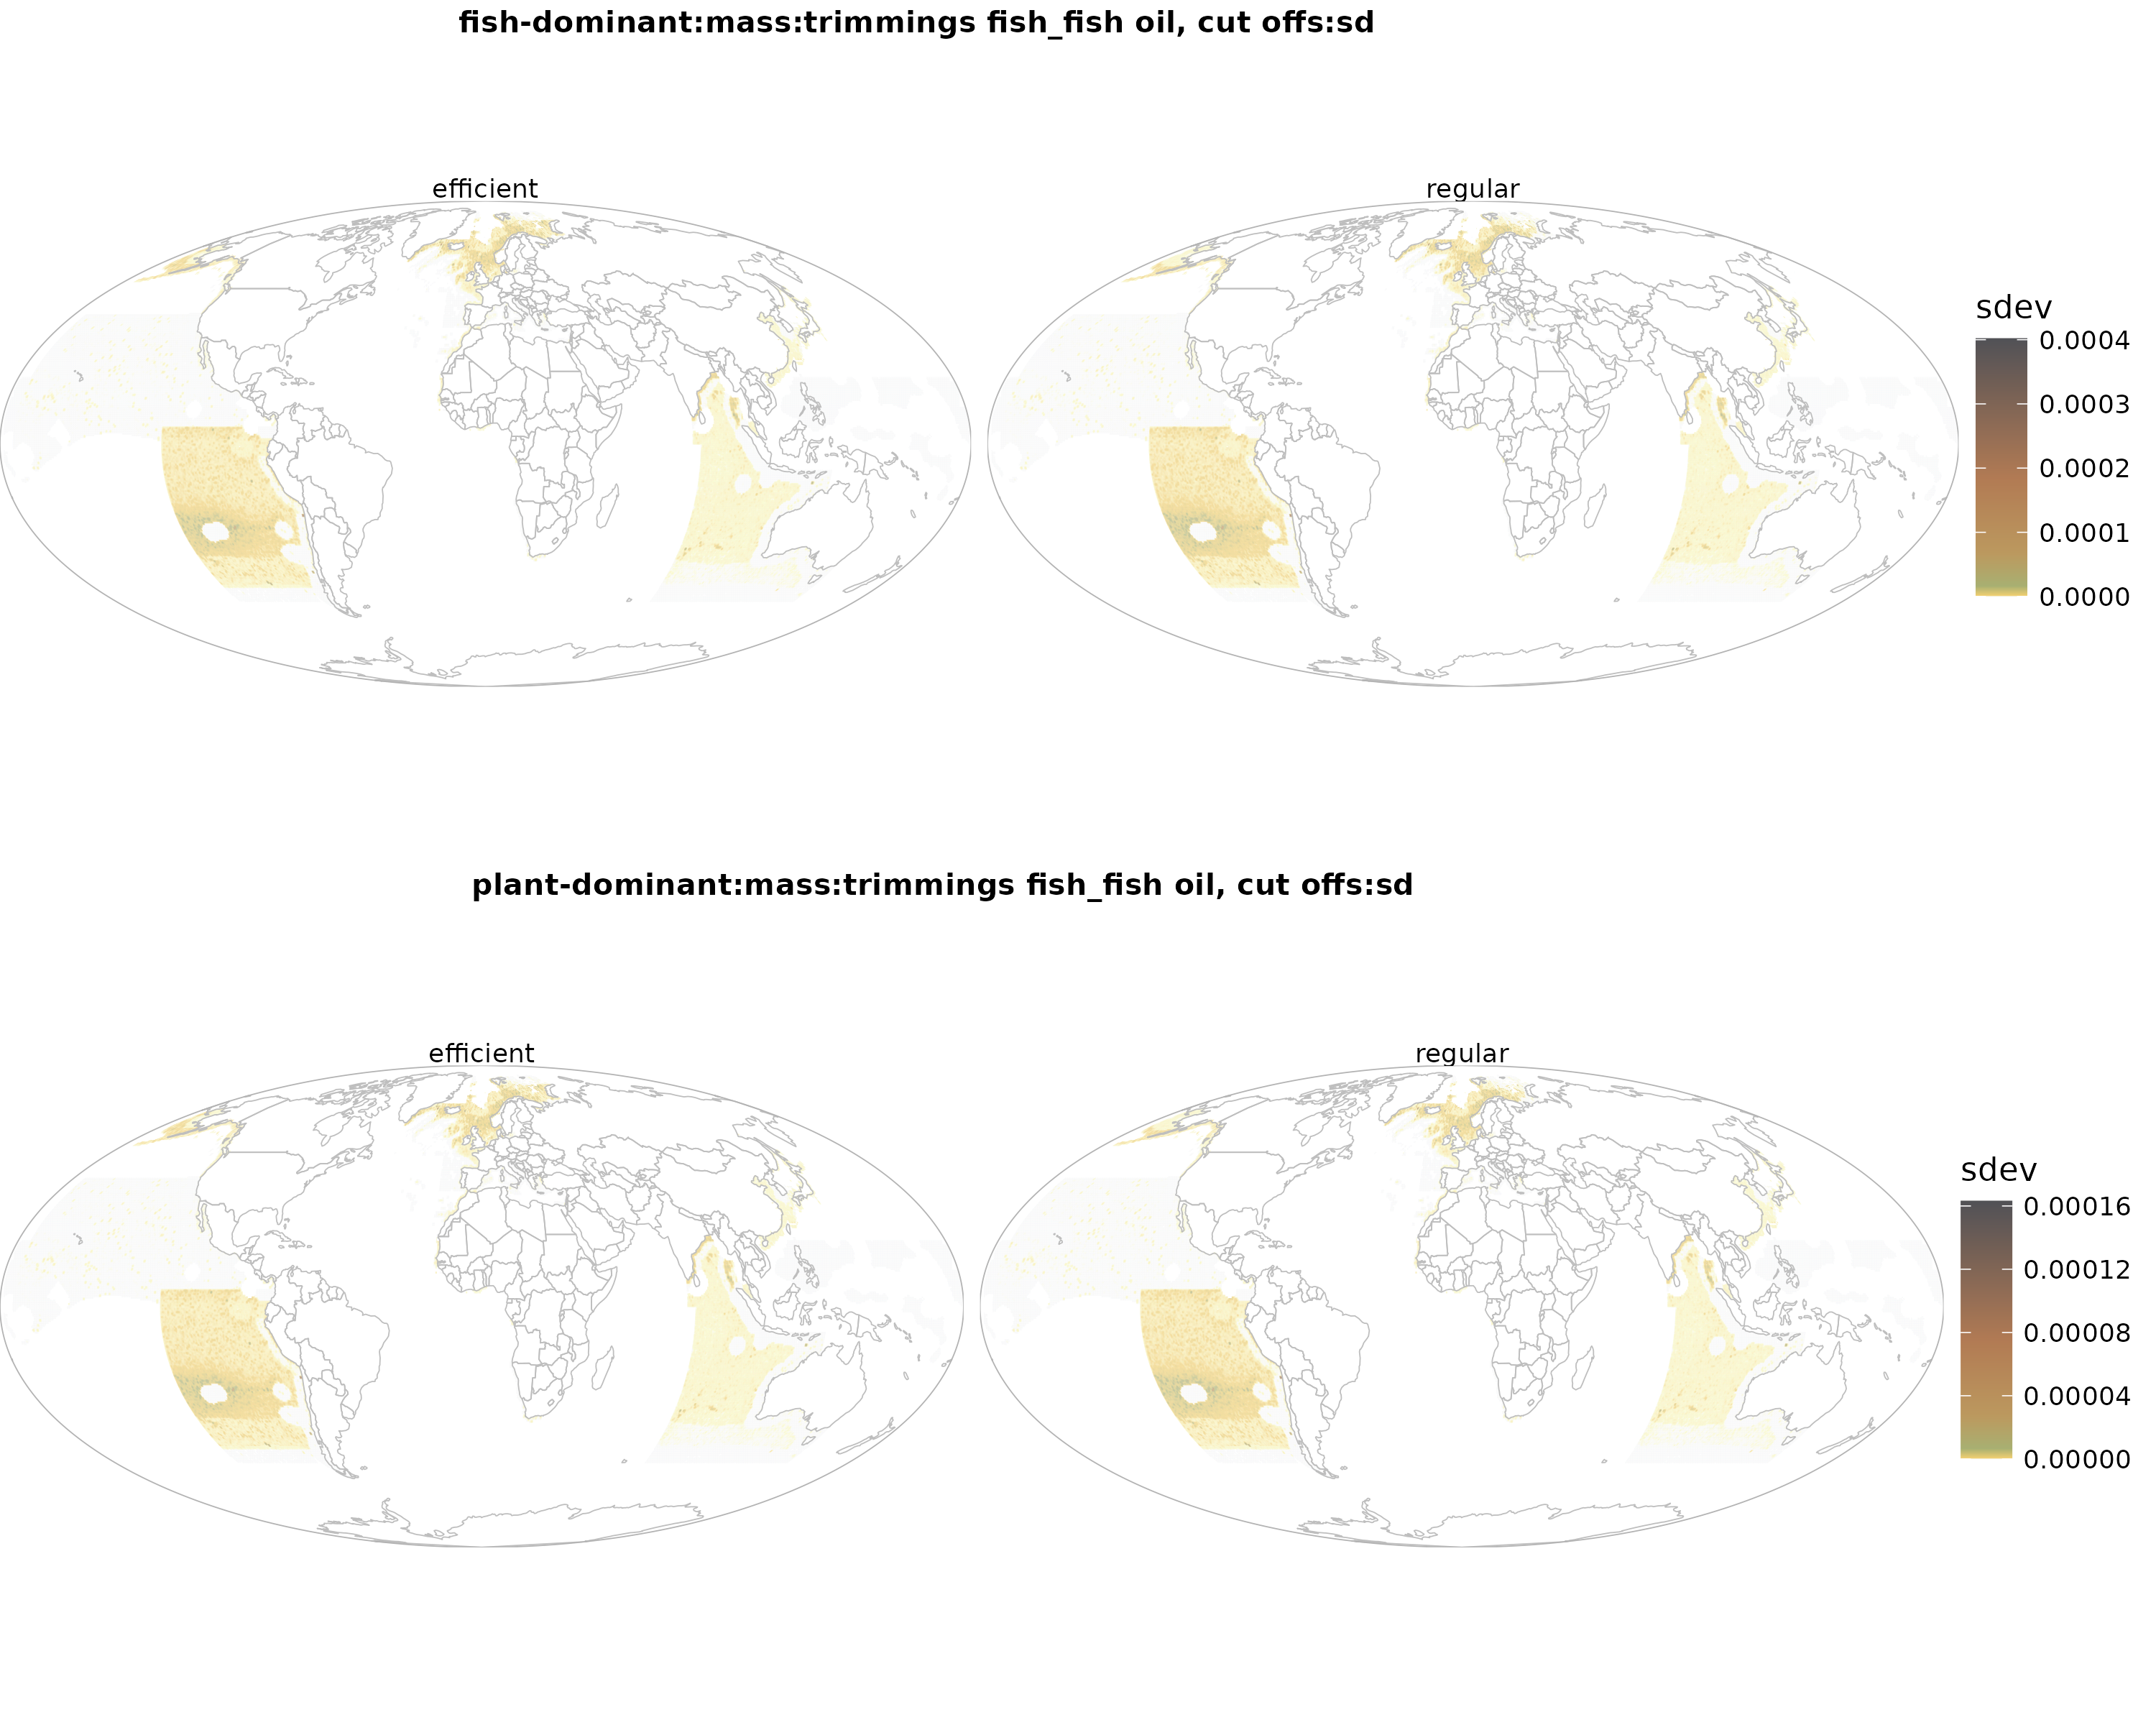 fish-dominant:mass:trimmings fish_fish oil, cut offs:sd
efficient
regular
sdev
0.0004
0.0003
0.0002
0.0001
0.0000
plant-dominant:mass:trimmings fish_fish oil, cut offs:sd
efficient
regular
sdev
0.00016
0.00012
0.00008
0.00004
0.00000